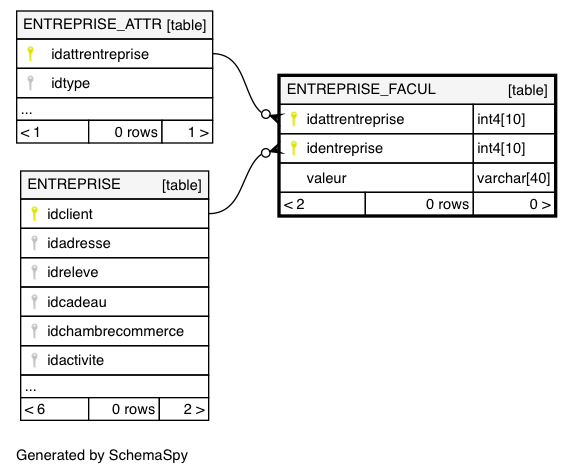 ENTREPRISE_ATTR [table]
idattrentreprise
idtype
...
< 1 0 rows 1 >
ENTREPRISE_FACUL [table]
idattrentreprise int4[10]
identreprise int4[10]
valeur varchar[40]
< 2 0 rows 0 >
ENTREPRISE [table]
idclient
idadresse
idreleve
idcadeau
idchambrecommerce
idactivite
...
< 6 0 rows 2 >
Generated by SchemaSpy